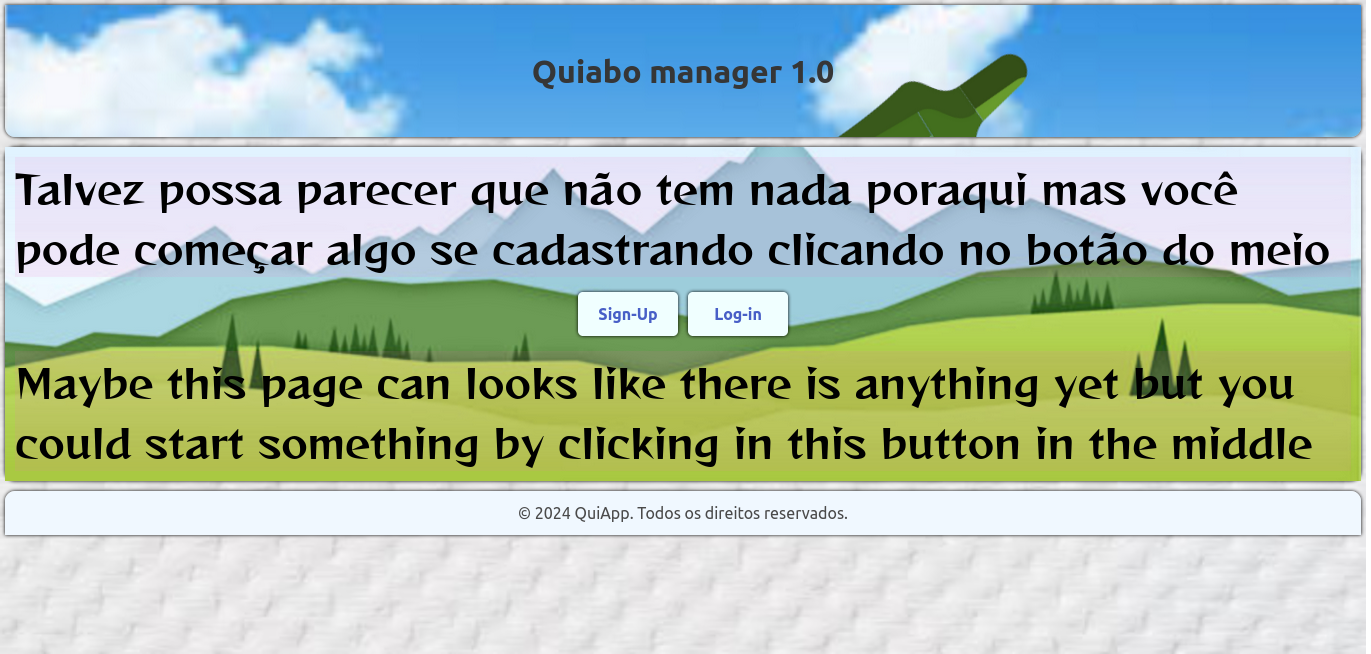 Quiabo manager 1.0
Talvez possa parecer que não tem nada poraqui mas você
pode começar algo se cadastrando clicando no botão do meio
Sign-Up
Log-in
Maybe this page can looks like there is anything yet but you
could start something by clicking in this button in the middle
© 2024 QuiApp. Todos os direitos reservados.